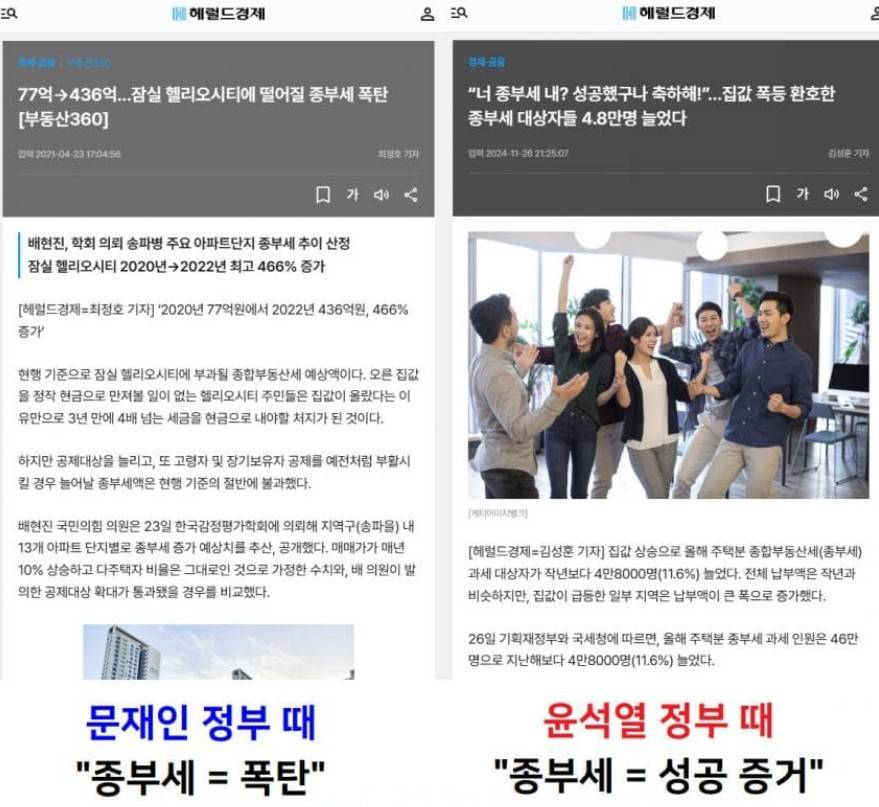 헤럴드경제
경제·금융 | 부동산360
77억→436억…잠실 헬리오시티에 떨어질 종부세 폭탄
[부동산360]
입력 2021-04-23 17:04:56
최정호 기자
가
배현진, 학회 의뢰 송파병 주요 아파트단지 종부세 추이 산정
잠실 헬리오시티 2020년→2022년 최고 466% 증가
[헤럴드경제=최정호 기자] ‘2020년 77억원에서 2022년 436억원, 466%
증가’
현행 기준으로 잠실 헬리오시티에 부과될 종합부동산세 예상액이다. 오른 집값
을 정작 현금으로 만져볼 일이 없는 헬리오시티 주민들은 집값이 올랐다는 이
유만으로 3년 만에 4배 넘는 세금을 현금으로 내야할 처지가 된 것이다.
하지만 공제대상을 늘리고, 또 고령자 및 장기보유자 공제를 예전처럼 부활시
킬 경우 늘어날 종부세액은 현행 기준의 절반에 불과했다.
배현진 국민의힘 의원은 23일 한국감정평가학회에 의뢰해 지역구(송파을) 내
13개 아파트 단지별로 종부세 증가 예상치를 추산, 공개했다. 매매가가 매년
10% 상승하고 다주택자 비율은 그대로인 것으로 가정한 수치와, 배 의원이 발
의한 공제대상 확대가 통과됐을 경우를 비교했다.
문재인 정부 때
"종부세 = 폭탄"
헤럴드경제
경제·금융
“너 종부세 내? 성공했구나 축하해!”…집값 폭등 환호한
종부세 대상자들 4.8만명 늘었다
입력 2024-11-26 21:25:07
김성훈 기자
가
[게티이미지뱅크]
[헤럴드경제=김성훈 기자] 집값 상승으로 올해 주택분 종합부동산세(종부세)
과세 대상자가 작년보다 4만8000명(11.6%) 늘었다. 전체 납부액은 작년과
비슷하지만, 집값이 급등한 일부 지역은 납부액이 큰 폭으로 증가했다.
26일 기획재정부와 국세청에 따르면, 올해 주택분 종부세 과세 인원은 46만
명으로 지난해보다 4만8000명(11.6%) 늘었다.
윤석열 정부 때
"종부세 = 성공 증거"